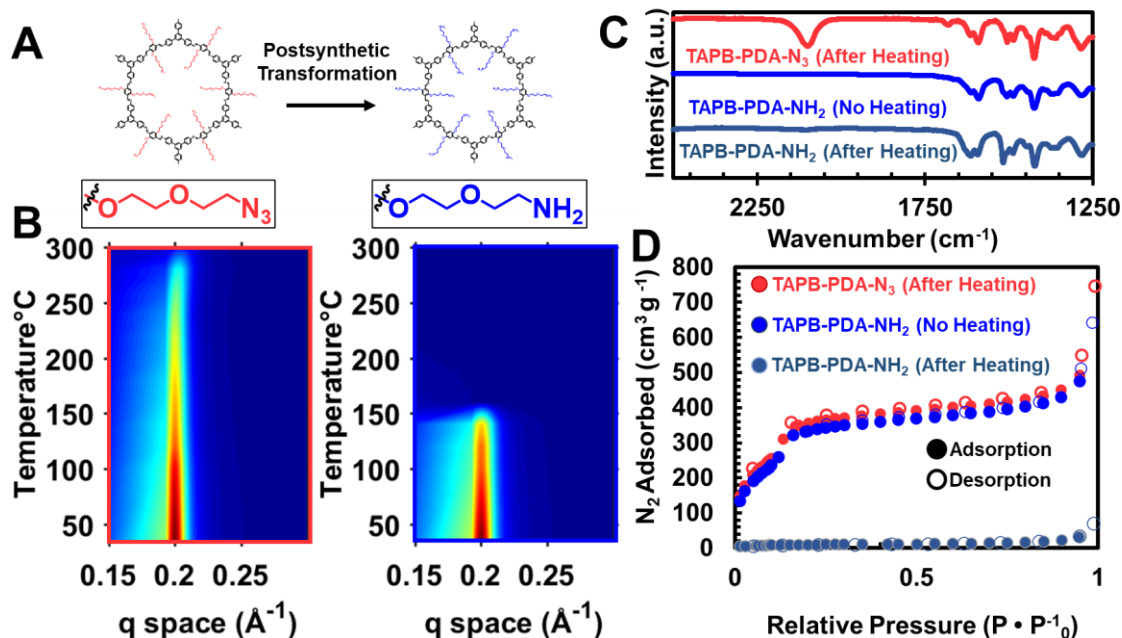 A
Postsynthetic
Transformation
O
O
N₃
O
O
NH₂
B
Temperature°C
300
250
200
150
100
50
0.15
0.2
0.25
q space (Å⁻¹)
Temperature°C
300
250
200
150
100
50
0.15
0.2
0.25
q space (Å⁻¹)
C
Intensity (a.u.)
TAPB-PDA-N₃ (After Heating)
TAPB-PDA-NH₂ (No Heating)
TAPB-PDA-NH₂ (After Heating)
2250
1750
1250
Wavenumber (cm⁻¹)
D
N₂ Adsorbed (cm³ g⁻¹)
800
700
600
500
400
300
200
100
0
TAPB-PDA-N₃ (After Heating)
TAPB-PDA-NH₂ (No Heating)
TAPB-PDA-NH₂ (After Heating)
Adsorption
Desorption
0
0.5
1
Relative Pressure (P • P⁻¹₀)